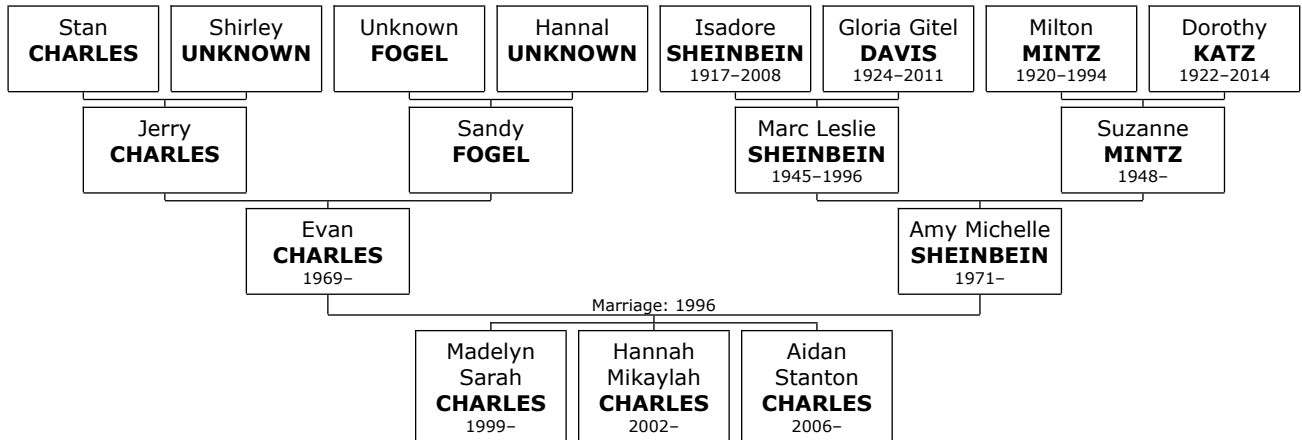 Stan
CHARLES
Shirley
UNKNOWN
Unknown
FOGEL
Hannal
UNKNOWN
Isadore
SHEINBEIN
1917–2008
Gloria Gitel
DAVIS
1924–2011
Milton
MINTZ
1920–1994
Dorothy
KATZ
1922–2014
Jerry
CHARLES
Sandy
FOGEL
Marc Leslie
SHEINBEIN
1945–1996
Suzanne
MINTZ
1948–
Evan
CHARLES
1969–
Amy Michelle
SHEINBEIN
1971–
Marriage: 1996
Madelyn
Sarah
CHARLES
1999–
Hannah
Mikaylah
CHARLES
2002–
Aidan
Stanton
CHARLES
2006–